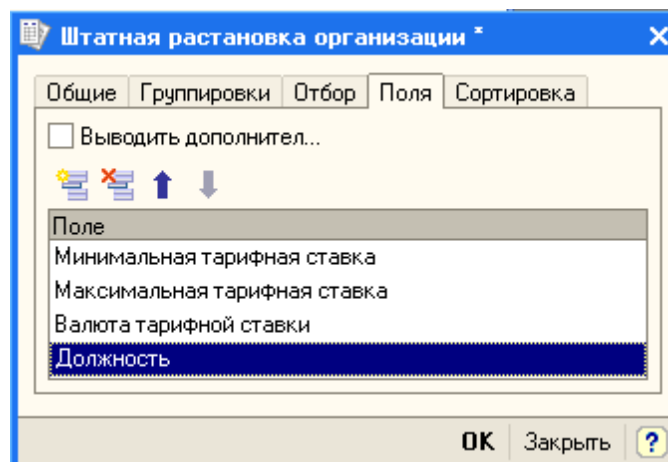 Штатная растановка организации *
Общие Группировки Отбор Поля Сортировка
Выводить дополнител...
Поле
Минимальная тарифная ставка
Максимальная тарифная ставка
Валюта тарифной ставки
Должность
OK Закрыть ?